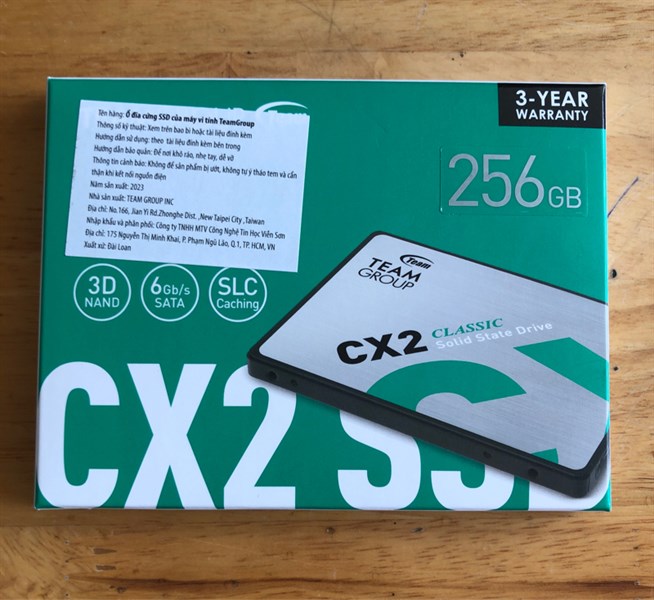 3-YEAR
WARRANTY
Tên hàng: Ổ đĩa cứng SSD của máy vi tính TeamGroup
Thông số kỹ thuật: Xem trên bao bì hoặc tài liệu đính kèm
Hướng dẫn sử dụng: theo tài liệu đính kèm bên trong
Hướng dẫn bảo quản: Để nơi khô ráo, nhẹ tay, dễ vỡ
Thông tin cảnh báo: Không để sản phẩm bị ướt, không tự ý tháo tem và cẩn
thận khi kết nối nguồn điện
Năm sản xuất: 2023
Nhà sản xuất: TEAM GROUP INC
Địa chỉ: No.166, Jian Yi Rd.Zhonghe Dist. ,New Taipei City ,Taiwan
Nhập khẩu và phân phối: Công ty TNHH MTV Công Nghệ Tin Học Viễn Sơn
Địa chỉ: 175 Nguyễn Thị Minh Khai, P. Phạm Ngũ Lão, Q.1, TP. HCM, VN
Xuất xứ: Đài Loan
256GB
3D
NAND
6Gb/s
SATA
SLC
Caching
Team
TEAM
GROUP
CX2 CLASSIC
Solid State Drive
CX2 SS